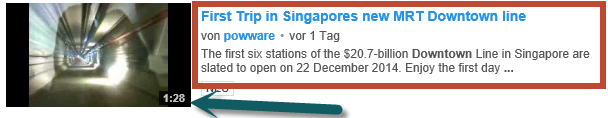 First Trip in Singapores new MRT Downtown line
von powware • vor 1 Tag
The first six stations of the $20.7-billion Downtown Line in Singapore are
slated to open on 22 December 2014. Enjoy the first day ...
1:28